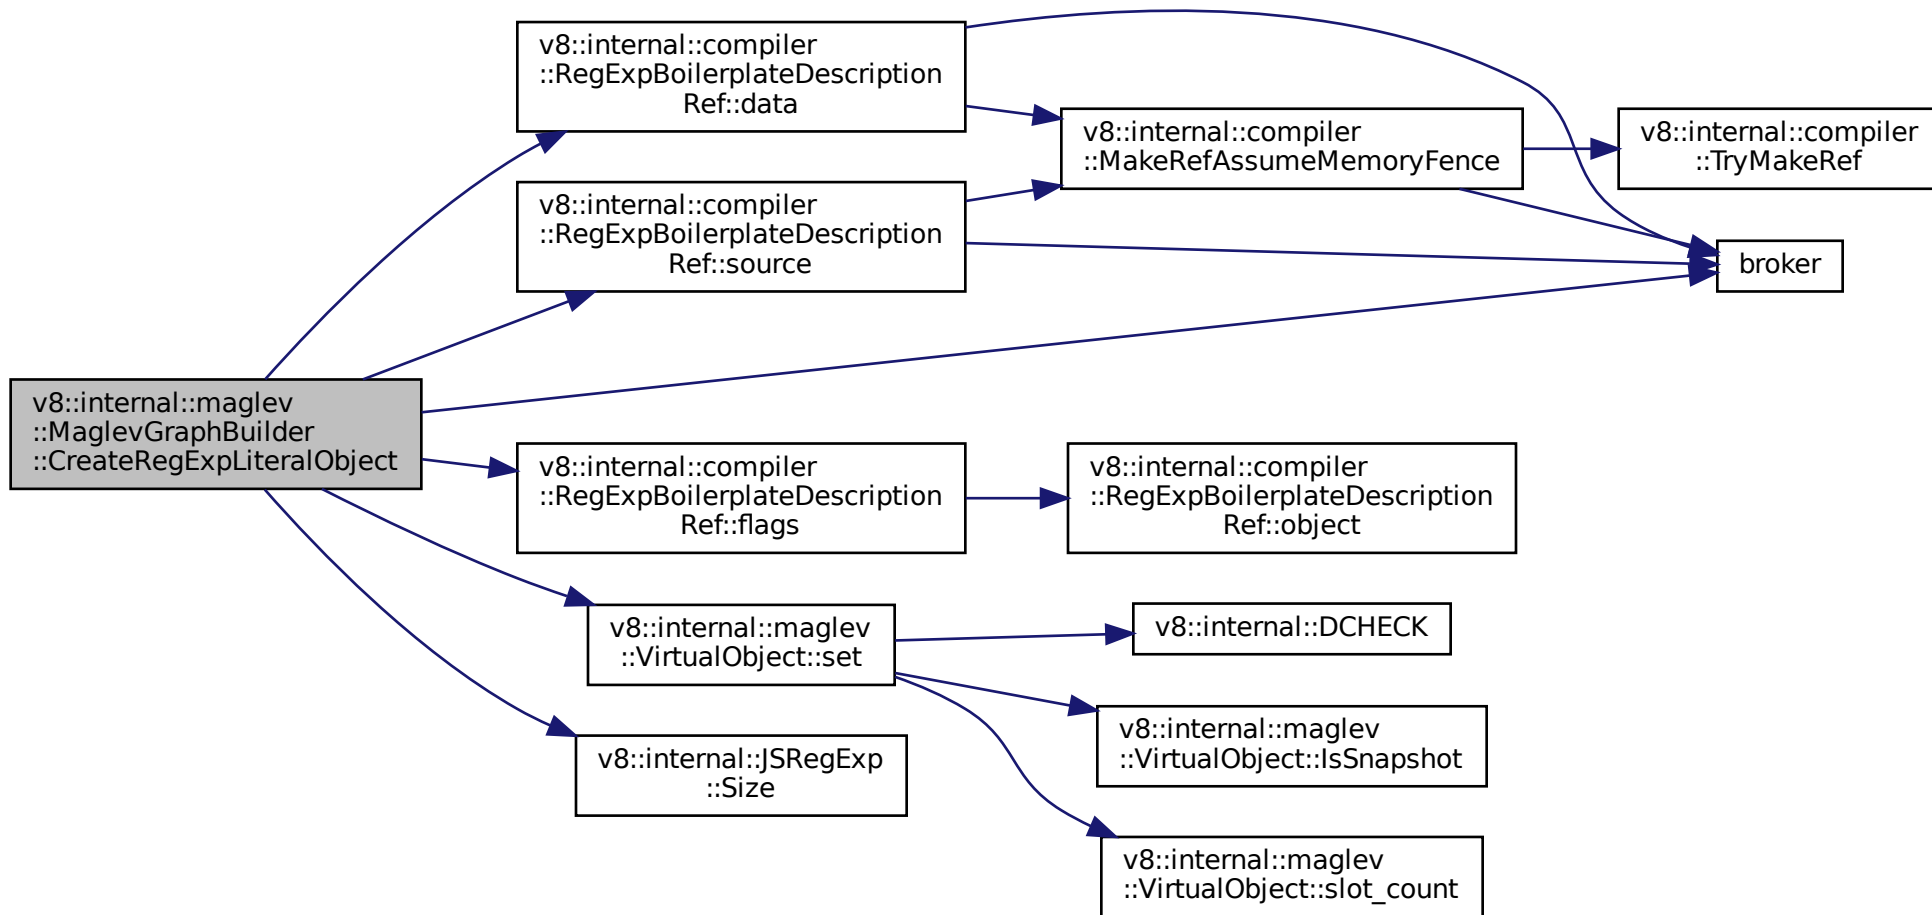 v8::internal::maglev
::MaglevGraphBuilder
::CreateRegExpLiteralObject
v8::internal::compiler
::RegExpBoilerplateDescription
Ref::data
v8::internal::compiler
::RegExpBoilerplateDescription
Ref::source
v8::internal::compiler
::MakeRefAssumeMemoryFence
v8::internal::compiler
::TryMakeRef
broker
v8::internal::compiler
::RegExpBoilerplateDescription
Ref::flags
v8::internal::compiler
::RegExpBoilerplateDescription
Ref::object
v8::internal::maglev
::VirtualObject::set
v8::internal::DCHECK
v8::internal::maglev
::VirtualObject::IsSnapshot
v8::internal::maglev
::VirtualObject::slot_count
v8::internal::JSRegExp
::Size